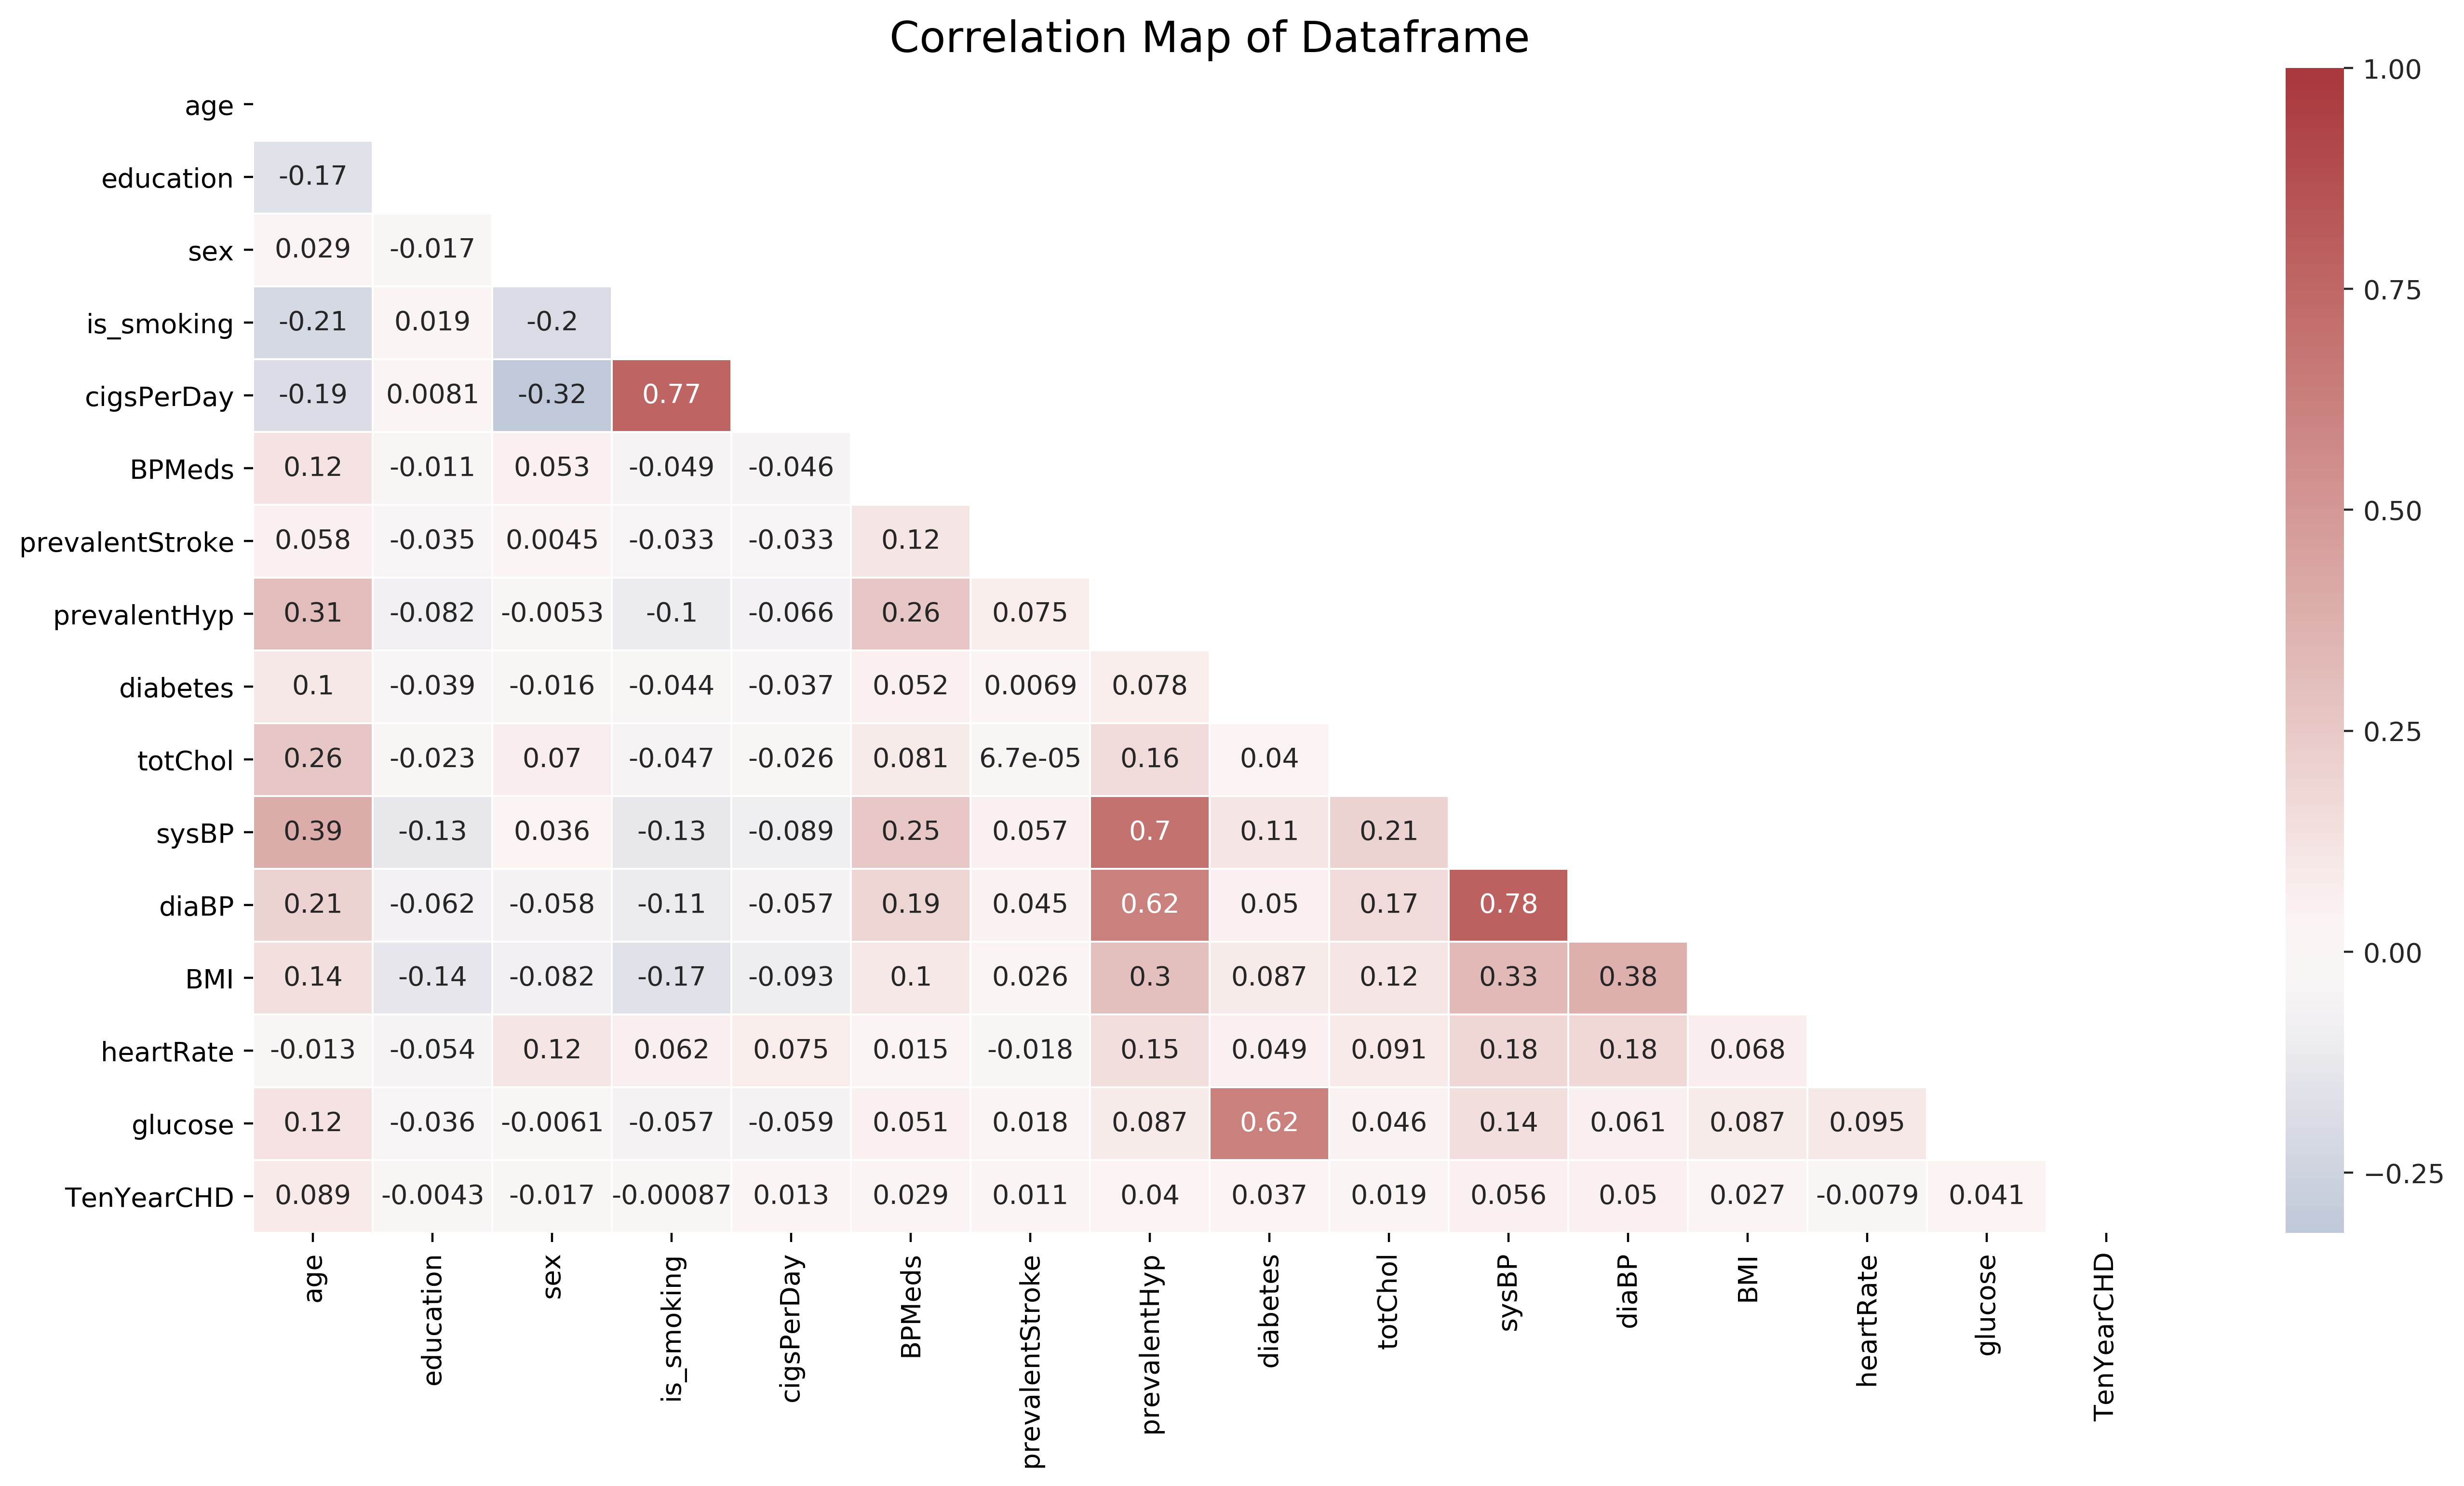 Correlation Map of Dataframe
1.00
age
education -0.17
sex 0.029 -0.017
0.75
is_smoking -0.21 0.019 -0.2
cigsPerDay -0.19 0.0081 -0.32 0.77
BPMeds 0.12 -0.011 0.053 -0.049 -0.046
0.50
prevalentStroke 0.058 -0.035 0.0045 -0.033 -0.033 0.12
prevalentHyp 0.31 -0.082 -0.0053 -0.1 -0.066 0.26 0.075
diabetes 0.1 -0.039 -0.016 -0.044 -0.037 0.052 0.0069 0.078
0.25
totChol 0.26 -0.023 0.07 -0.047 -0.026 0.081 6.7e-05 0.16 0.04
sysBP 0.39 -0.13 0.036 -0.13 -0.089 0.25 0.057 0.7 0.11 0.21
diaBP 0.21 -0.062 -0.058 -0.11 -0.057 0.19 0.045 0.62 0.05 0.17 0.78
0.00
BMI 0.14 -0.14 -0.082 -0.17 -0.093 0.1 0.026 0.3 0.087 0.12 0.33 0.38
heartRate -0.013 -0.054 0.12 0.062 0.075 0.015 -0.018 0.15 0.049 0.091 0.18 0.18 0.068
glucose 0.12 -0.036 -0.0061 -0.057 -0.059 0.051 0.018 0.087 0.62 0.046 0.14 0.061 0.087 0.095
−0.25
TenYearCHD 0.089 -0.0043 -0.017 -0.00087 0.013 0.029 0.011 0.04 0.037 0.019 0.056 0.05 0.027 -0.0079 0.041
age
education
sex
is_smoking
cigsPerDay
BPMeds
prevalentStroke
prevalentHyp
diabetes
totChol
sysBP
diaBP
BMI
heartRate
glucose
TenYearCHD